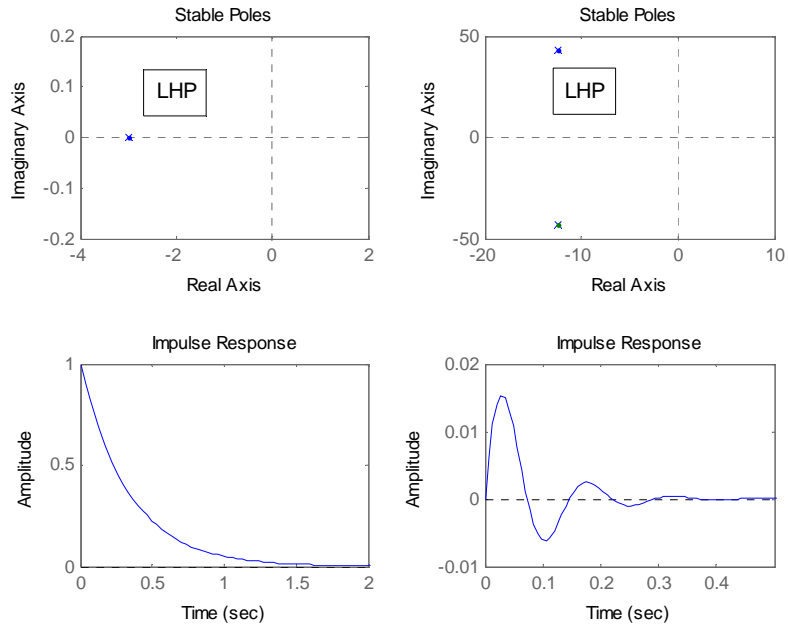 Stable Poles
0.2
0.1
0
-0.1
-0.2
Imaginary Axis
LHP
-4
-2
0
2
Real Axis
Stable Poles
50
0
-50
Imaginary Axis
LHP
-20
-10
0
10
Real Axis
Impulse Response
1
0.5
0
Amplitude
0
0.5
1
1.5
2
Time (sec)
Impulse Response
0.02
0.01
0
-0.01
Amplitude
0
0.1
0.2
0.3
0.4
Time (sec)